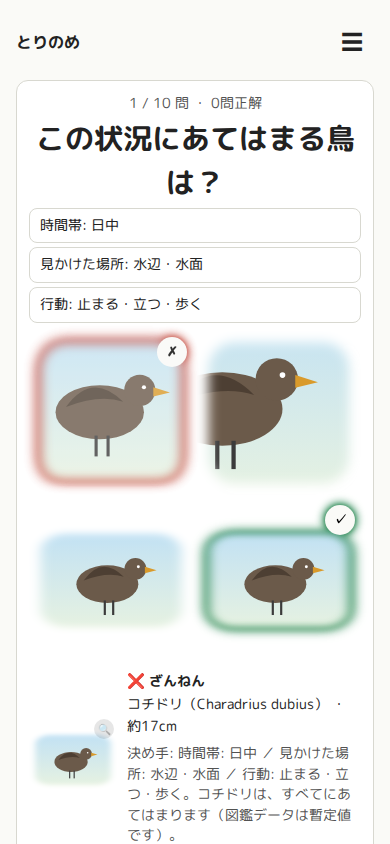 とりのめ
1 / 10 問 · 0問正解
この状況にあてはまる鳥
は？
時間帯: 日中
見かけた場所: 水辺・水面
行動: 止まる・立つ・歩く
✗
✓
❌ ざんねん
コチドリ（Charadrius dubius） ·
約17cm
決め手: 時間帯: 日中 ／ 見かけた場
所: 水辺・水面 ／ 行動: 止まる・立
つ・歩く。コチドリは、すべてにあ
てはまります（図鑑データは暫定値
です）。